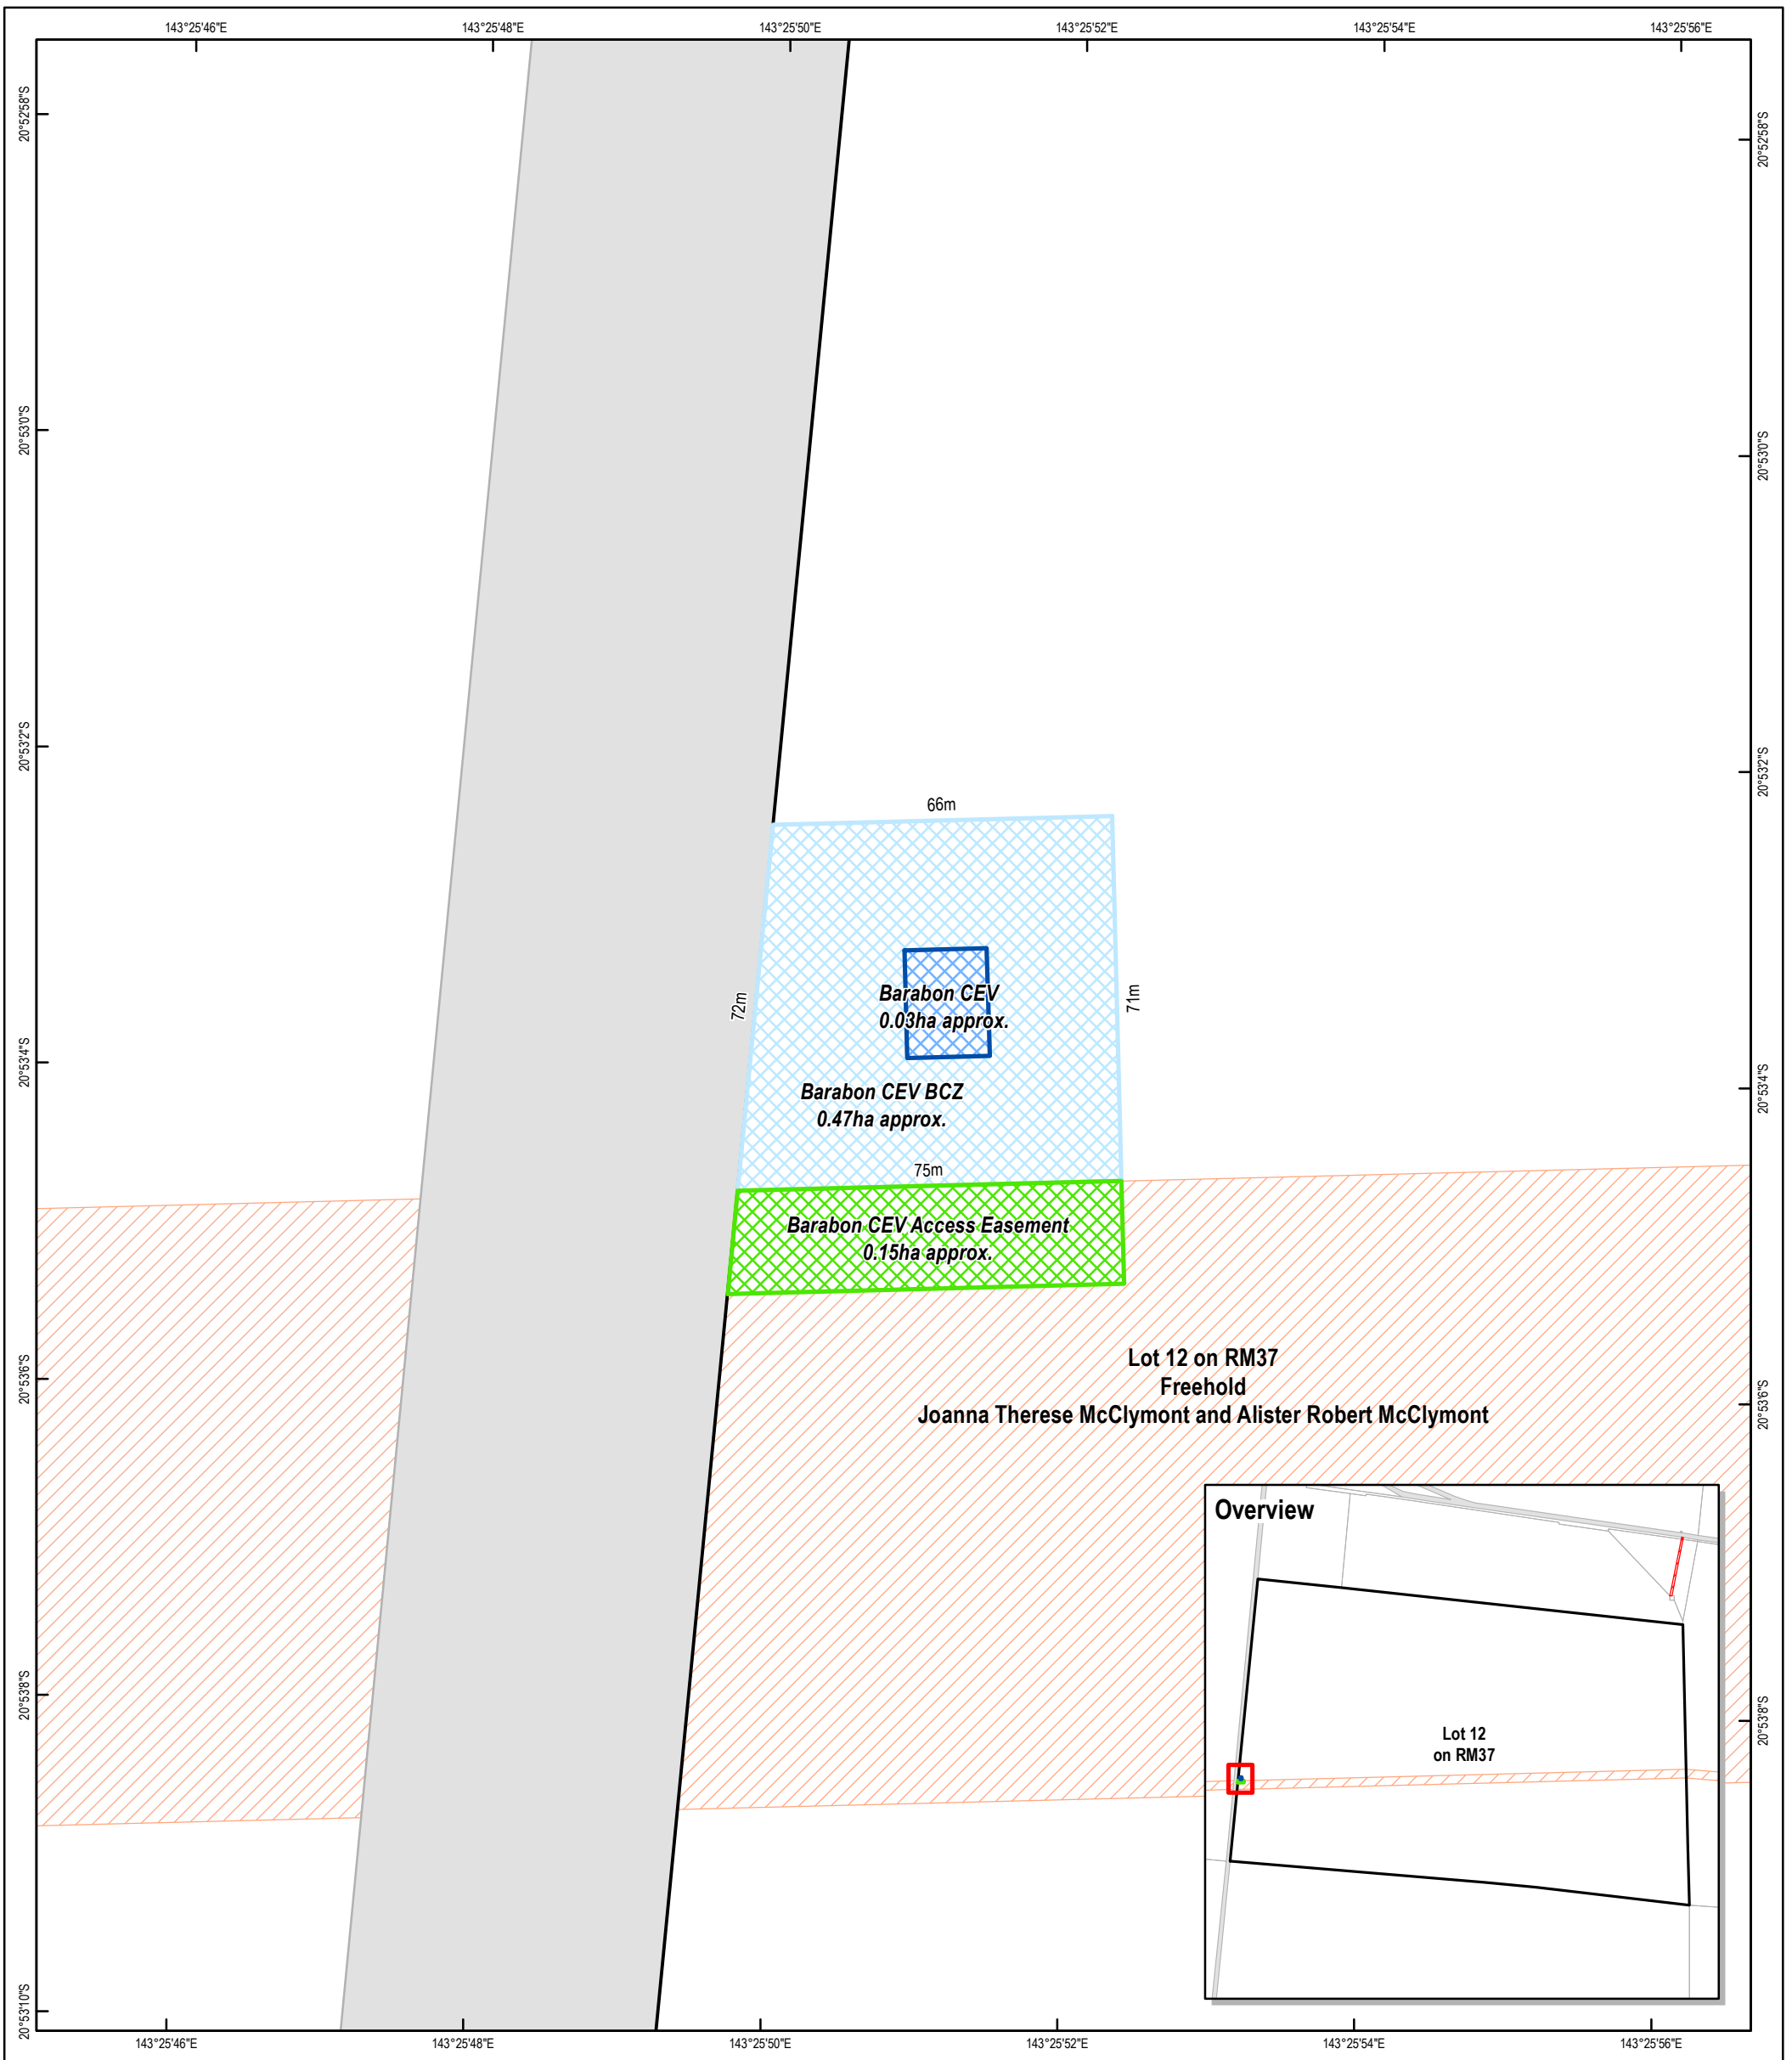 143°25'46"E 143°25'48"E 143°25'50"E 143°25'52"E 143°25'54"E 143°25'56"E
20°52'58"S
20°52'58"S
20°53'0"S
20°53'0"S
20°53'2"S
20°53'2"S
66m
72m
71m
Barabon CEV
0.03ha approx.
20°53'4"S
20°53'4"S
Barabon CEV BCZ
0.47ha approx.
75m
Barabon CEV Access Easement
0.15ha approx.
Lot 12 on RM37
Freehold
Joanna Therese McClymont and Alister Robert McClymont
20°53'6"S
20°53'6"S
Overview
Lot 12
on RM37
20°53'8"S
20°53'8"S
20°53'10"S
143°25'46"E 143°25'48"E 143°25'50"E 143°25'52"E 143°25'54"E 143°25'56"E